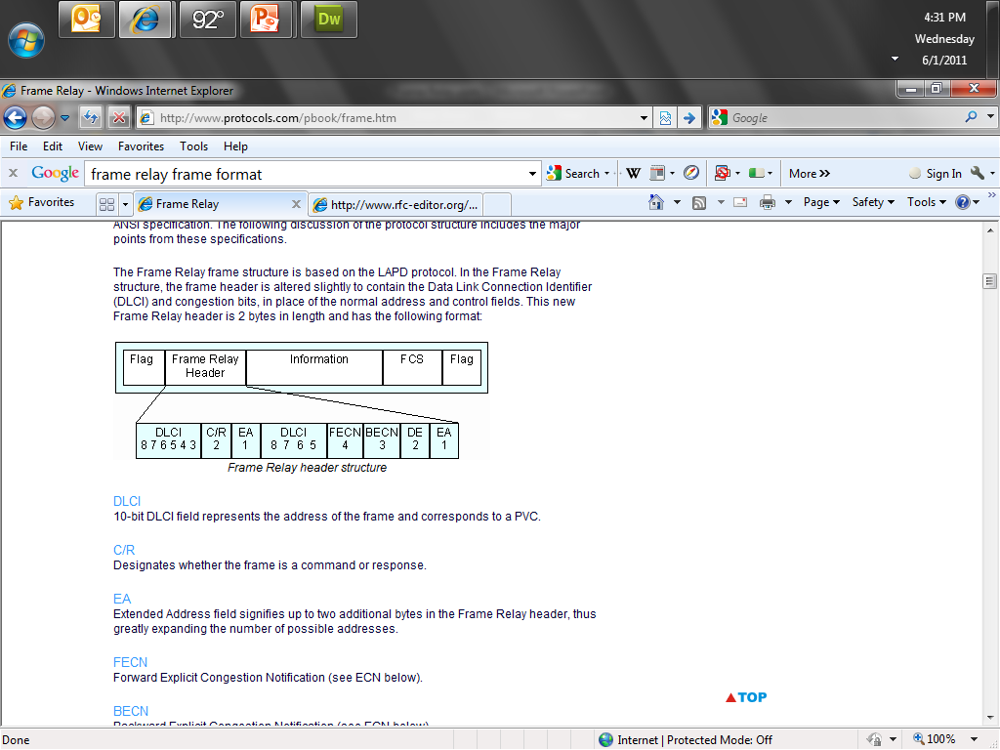 4:31 PM
92° Dw
Wednesday
6/1/2011
Frame Relay - Windows Internet Explorer
http://www.protocols.com/pbook/frame.htm Google
File Edit View Favorites Tools Help
x Google frame relay frame format Search W More >> Sign In
Favorites Frame Relay x http://www.rfc-editor.org/... Page Safety Tools >>
ANSI specification. The following discussion of the protocol structure includes the major
points from these specifications.
The Frame Relay frame structure is based on the LAPD protocol. In the Frame Relay
structure, the frame header is altered slightly to contain the Data Link Connection Identifier
(DLCI) and congestion bits, in place of the normal address and control fields. This new
Frame Relay header is 2 bytes in length and has the following format:
Flag Frame Relay Information FCS Flag
Header
DLCI C/R EA DLCI FECN BECN DE EA
8 7 6 5 4 3 2 1 8 7 6 5 4 3 2 1
Frame Relay header structure
DLCI
10-bit DLCI field represents the address of the frame and corresponds to a PVC.
C/R
Designates whether the frame is a command or response.
EA
Extended Address field signifies up to two additional bytes in the Frame Relay header, thus
greatly expanding the number of possible addresses.
FECN
Forward Explicit Congestion Notification (see ECN below).
TOP
BECN
Backward Explicit Congestion Notification (see ECN below).
Done Internet | Protected Mode: Off 100%